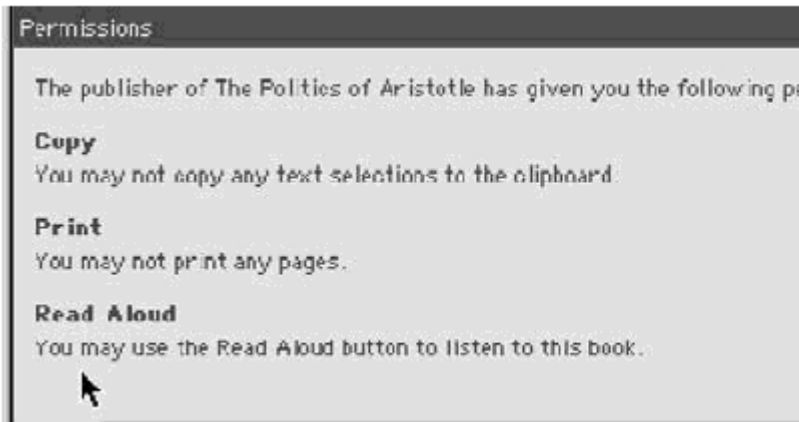 Permissions
The publisher of The Politics of Aristotle has given you the following
Copy
You may not copy any text selections to the clipboard.
Print
You may not print any pages.
Read Aloud
You may use the Read Aloud button to listen to this book.